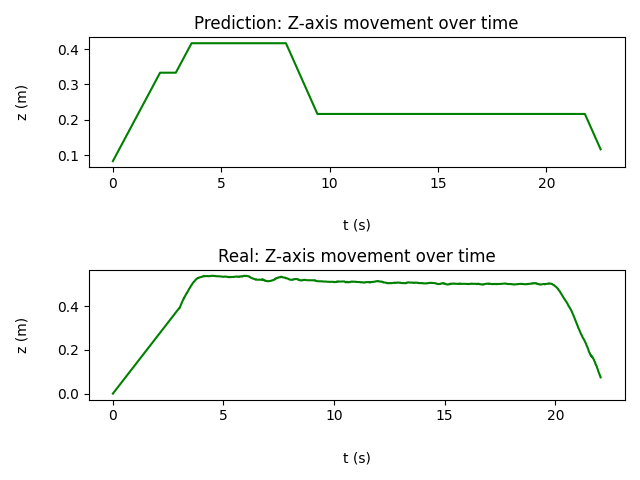 Prediction: Z-axis movement over time
0.4
0.3
0.2
0.1
z (m)
0 5 10 15 20
t (s)
Real: Z-axis movement over time
0.4
0.2
0.0
z (m)
0 5 10 15 20
t (s)